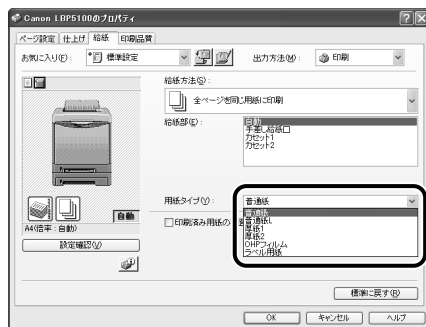 Canon LBP5100のプロパティ
ページ設定 仕上げ 給紙 印刷品質
お気に入り(F): 標準設定 出力方法(M): 印刷
給紙方法(S):
全ページを同じ用紙に印刷
給紙部(E):
自動
手差し給紙口
カセット1
カセット2
用紙タイプ(Y): 普通紙
印刷済み用紙の
普通紙
普通紙L
厚紙1
厚紙2
OHPフィルム
ラベル用紙
自動
A4(倍率:自動)
設定確認(V)
標準に戻す(R)
OK キャンセル ヘルプ